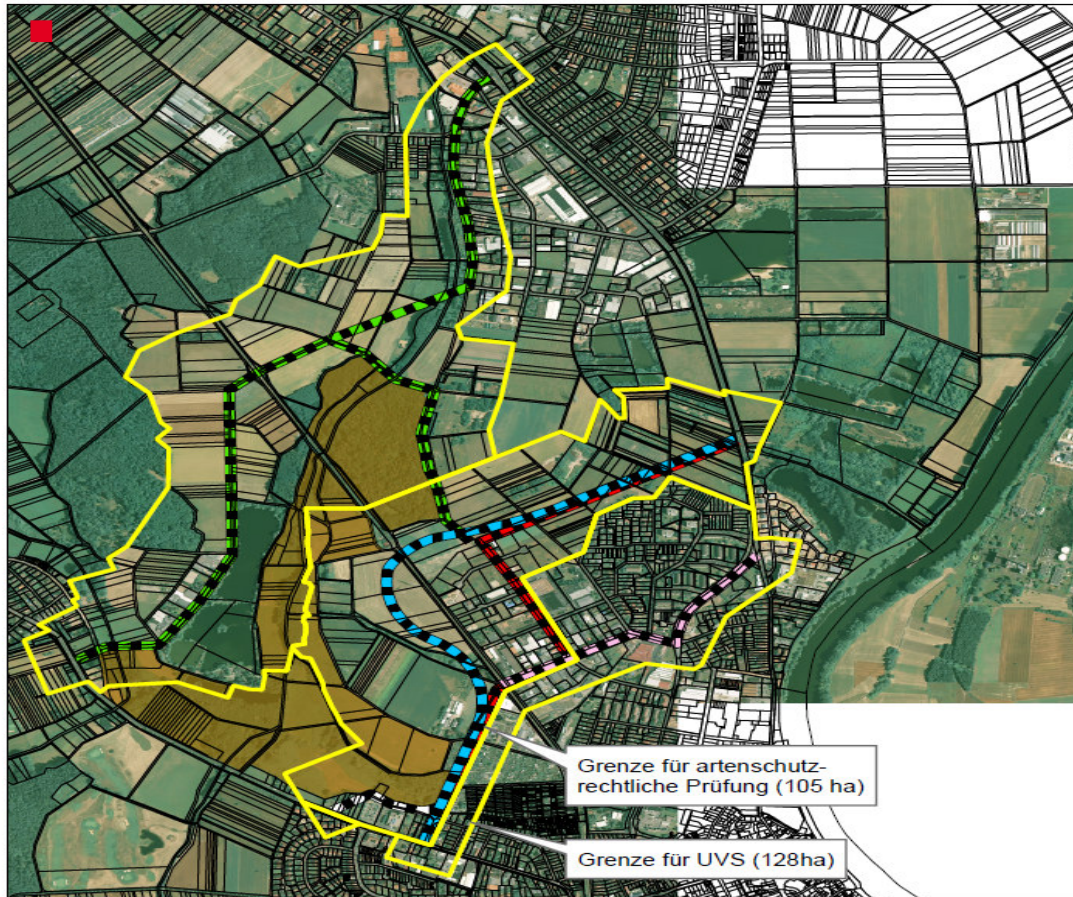 Grenze für artenschutz-
rechtliche Prüfung (105 ha)
Grenze für UVS (128ha)